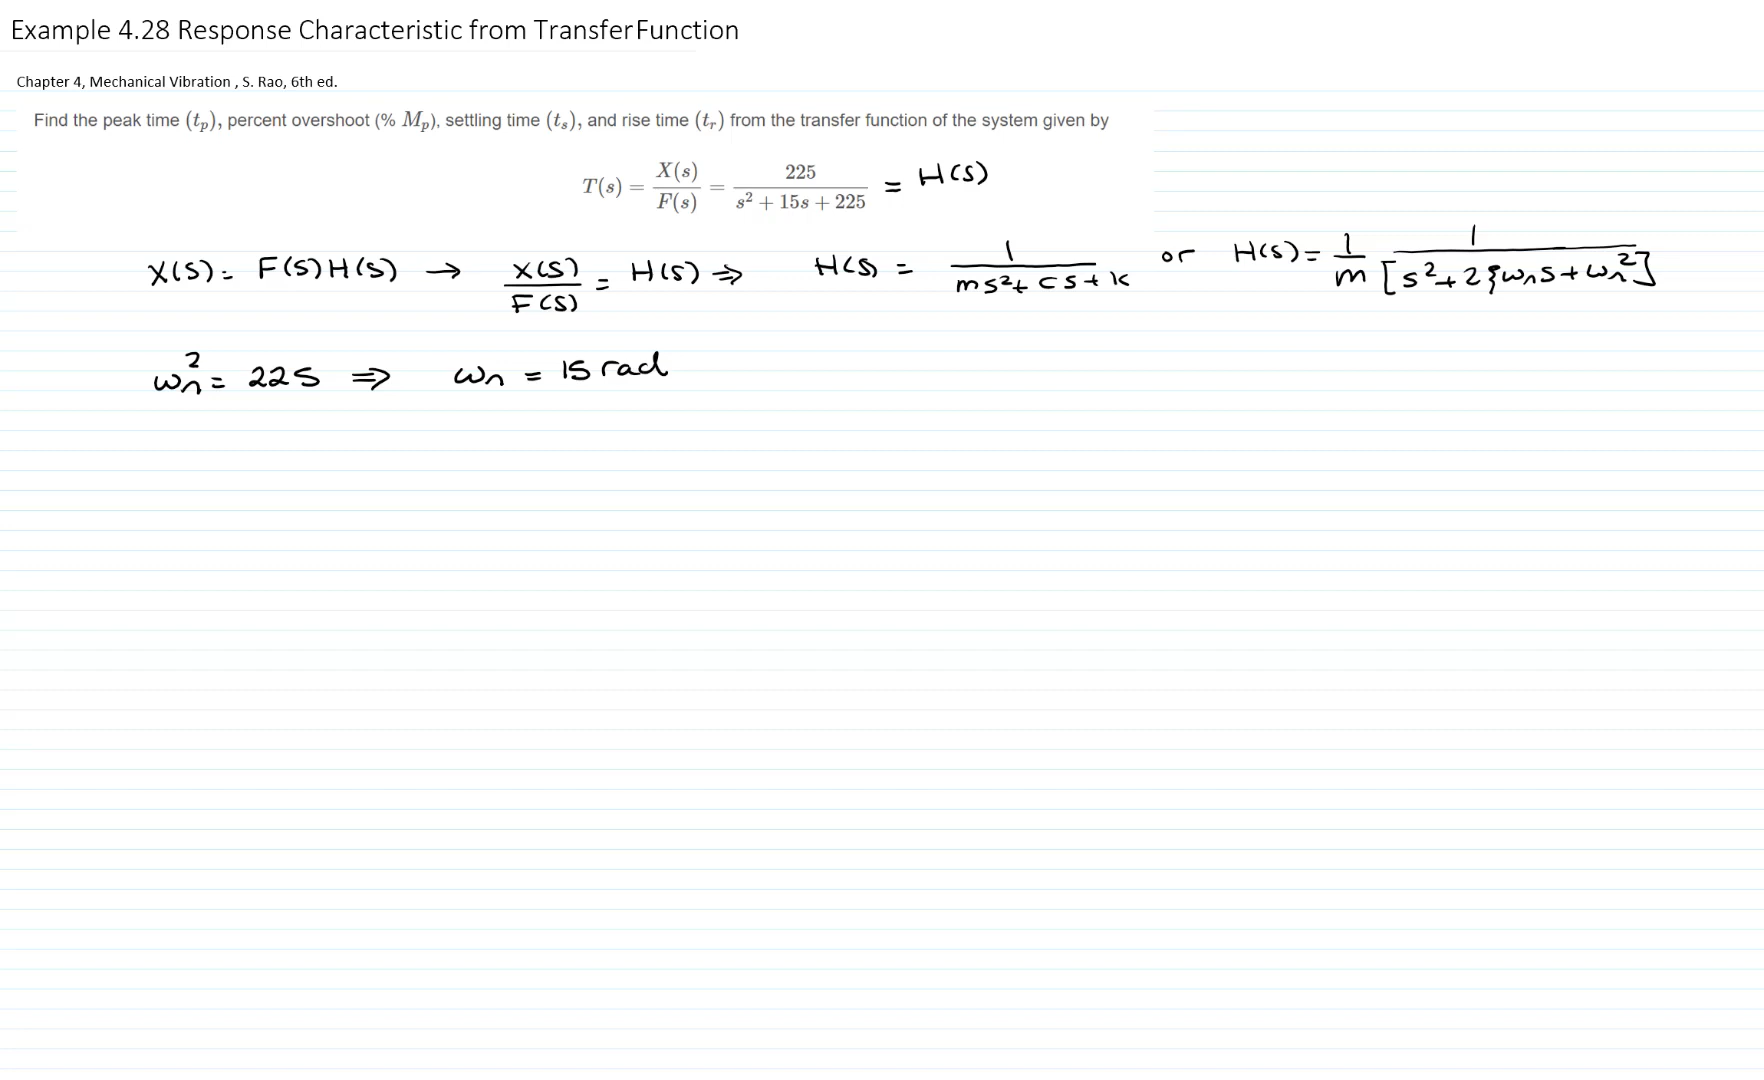 Example 4.28 Response Characteristic from Transfer Function
Chapter 4, Mechanical Vibration , S. Rao, 6th ed.
Find the peak time (tₚ), percent overshoot (% Mₚ), settling time (tₛ), and rise time (tᵣ) from the transfer function of the system given by
T(s) = X(s)/F(s) = 225/(s² + 15s + 225) = H(s)
X(s) = F(s)H(s) → X(s)/F(s) = H(s) ⇒ H(s) = 1/(ms² + cs + k) or H(s) = 1/m 1/[s² + 2ζωₙs + ωₙ²]
ωₙ² = 225 ⇒ ωₙ = 15 rad